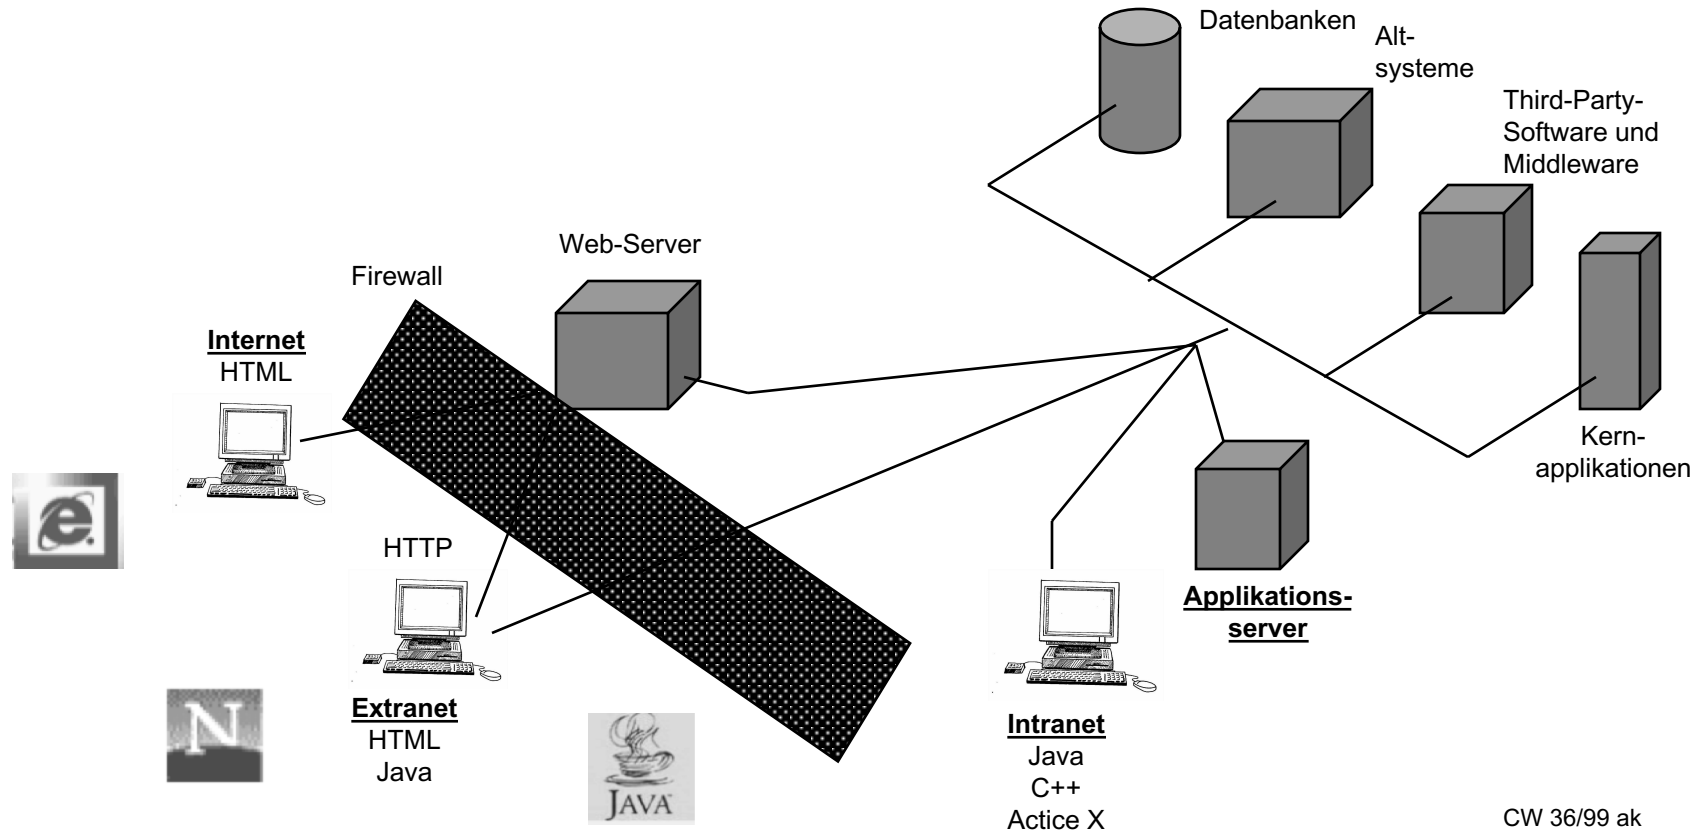 Datenbanken
Alt-
systeme
Third-Party-
Software und
Middleware
Web-Server
Firewall
Internet
HTML
Kern-
applikationen
HTTP
Applikations-
server
Extranet
HTML
Java
Intranet
Java
C++
Actice X
e
N
JAVA
CW 36/99 ak